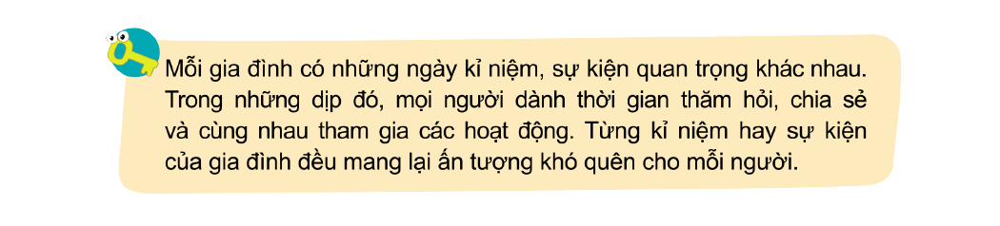 Mỗi gia đình có những ngày kỉ niệm, sự kiện quan trọng khác nhau.
Trong những dịp đó, mọi người dành thời gian thăm hỏi, chia sẻ
và cùng nhau tham gia các hoạt động. Từng kỉ niệm hay sự kiện
của gia đình đều mang lại ấn tượng khó quên cho mỗi người.